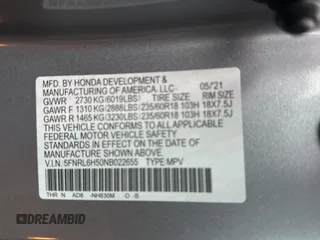 MFD. BY HONDA DEVELOPMENT &
MANUFACTURING OF AMERICA, LLC 05/21
GVWR 2730 KG/6019LBS TIRE SIZE RIM SIZE
GAWR F 1310 KG/2888LBS 235/60R18 103H 18X7.5J
GAWR R 1465 KG/3230LBS 235/60R18 103H 18X7.5J
THIS VEHICLE CONFORMS TO ALL APPLICABLE
FEDERAL MOTOR VEHICLE SAFETY
STANDARDS IN EFFECT ON THE DATE OF
MANUFACTURE SHOWN ABOVE.
V.I.N. 5FNRL6H50NB022655 TYPE MPV
THR N AD8 -NH830M O -B
DREAMBID